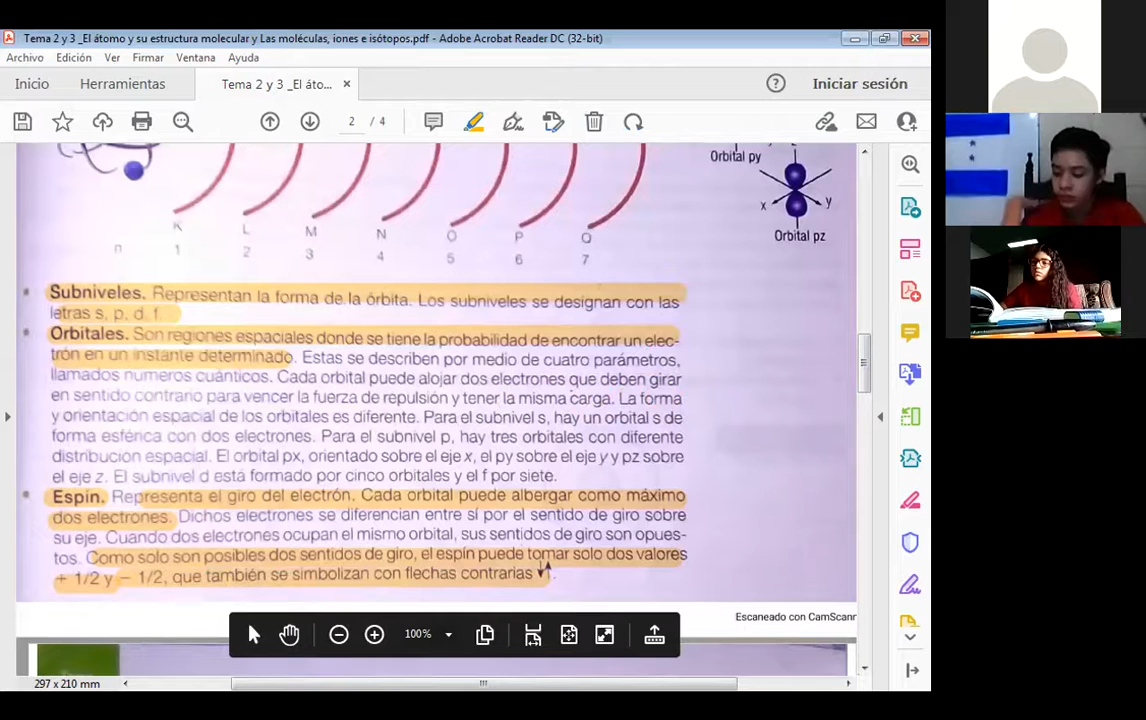 Tema 2 y 3 _El átomo y su estructura molecular y Las moléculas, iones e isótopos.pdf - Adobe Acrobat Reader DC (32-bit)
Archivo Edición Ver Firmar Ventana Ayuda
Inicio Herramientas Tema 2 y 3 _El áto... × Iniciar sesión
2 / 4
Orbital py
x y
Orbital pz
K L M N O P Q
n 1 2 3 4 5 6 7
Subniveles. Representan la forma de la órbita. Los subniveles se designan con las
letras s, p, d, f.
Orbitales. Son regiones espaciales donde se tiene la probabilidad de encontrar un elec-
trón en un instante determinado. Estas se describen por medio de cuatro parámetros,
llamados números cuánticos. Cada orbital puede alojar dos electrones que deben girar
en sentido contrario para vencer la fuerza de repulsión y tener la misma carga. La forma
y orientación espacial de los orbitales es diferente. Para el subnivel s, hay un orbital s de
forma esférica con dos electrones. Para el subnivel p, hay tres orbitales con diferente
distribución espacial. El orbital px, orientado sobre el eje x, el py sobre el eje y y pz sobre
el eje z. El subnivel d está formado por cinco orbitales y el f por siete.
Espín. Representa el giro del electrón. Cada orbital puede albergar como máximo
dos electrones. Dichos electrones se diferencian entre sí por el sentido de giro sobre
su eje. Cuando dos electrones ocupan el mismo orbital, sus sentidos de giro son opues-
tos. Como solo son posibles dos sentidos de giro, el espín puede tomar solo dos valores
+ 1/2 y − 1/2, que también se simbolizan con flechas contrarias ↓↑.
Escaneado con CamScann
100%
297 x 210 mm